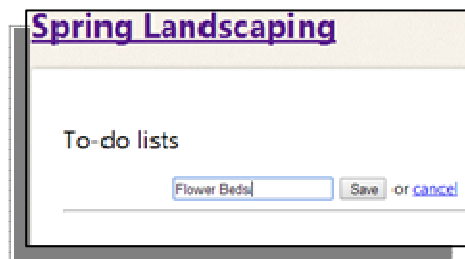 Spring Landscaping
To-do lists
Flower Beds Save or cancel